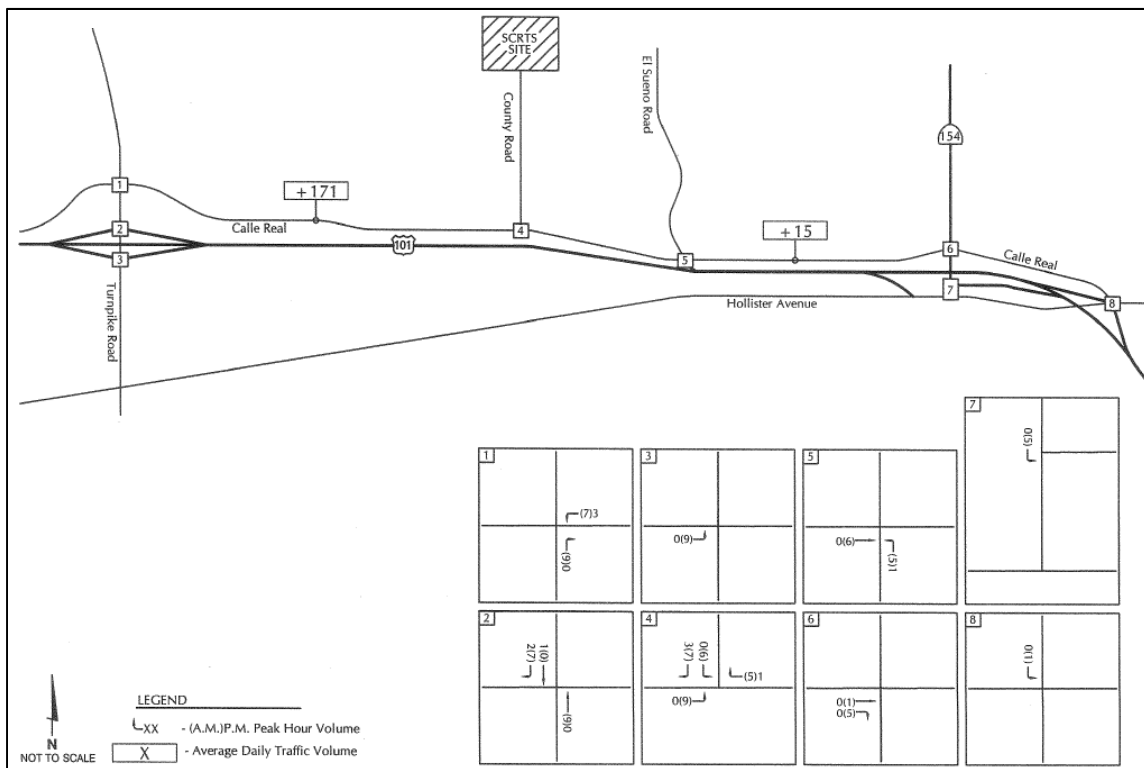 SCRTS
SITE
County Road
El Sueno Road
154
+171
Calle Real
+15
Calle Real
101
1
2
3
4
5
6
7
8
Turnpike Road
Hollister Avenue
1
(7)3
(9)0
3
0(9)
5
0(6)
(5)1
7
0(5)
2
2(7)
1(0)
(9)0
4
3(7)
0(6)
(5)1
0(9)
6
0(1)
0(5)
8
0(1)
N
NOT TO SCALE
LEGEND
XX - (A.M.)P.M. Peak Hour Volume
X - Average Daily Traffic Volume